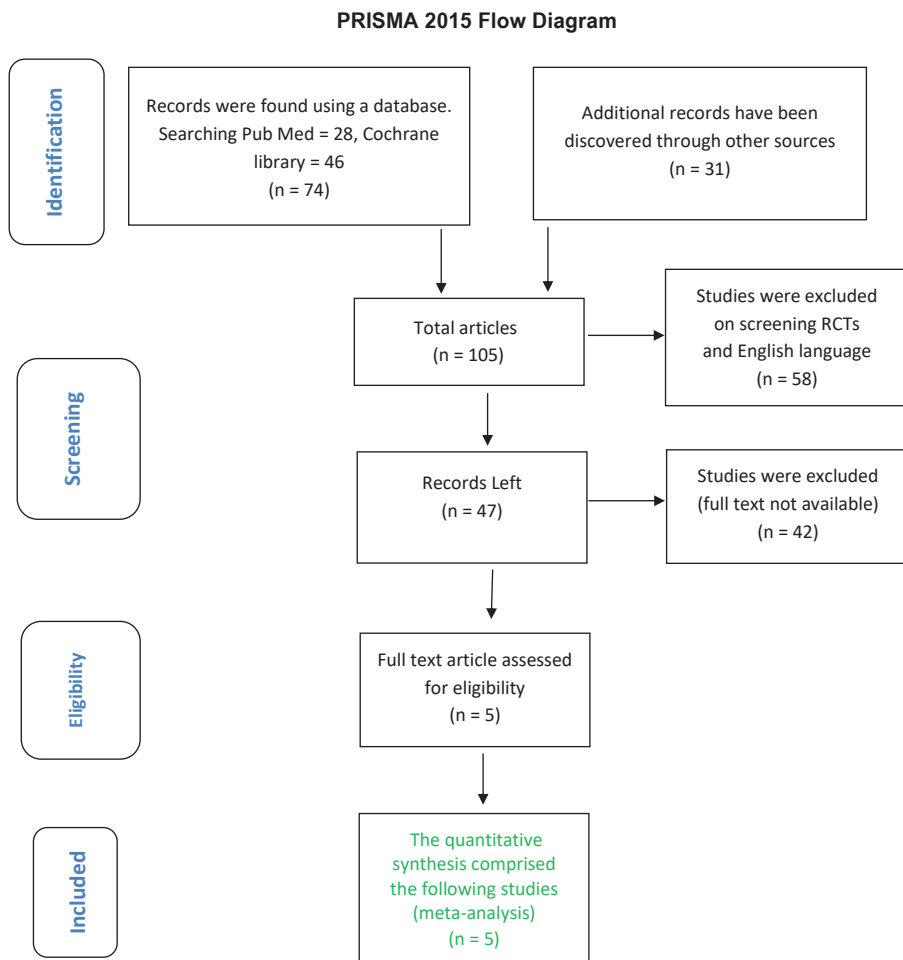 PRISMA 2015 Flow Diagram
Identification
Records were found using a database.
Searching Pub Med = 28, Cochrane
library = 46
(n = 74)
Additional records have been
discovered through other sources
(n = 31)
Screening
Total articles
(n = 105)
Studies were excluded
on screening RCTs
and English language
(n = 58)
Records Left
(n = 47)
Studies were excluded
(full text not available)
(n = 42)
Eligibility
Full text article assessed
for eligibility
(n = 5)
Included
The quantitative
synthesis comprised
the following studies
(meta-analysis)
(n = 5)